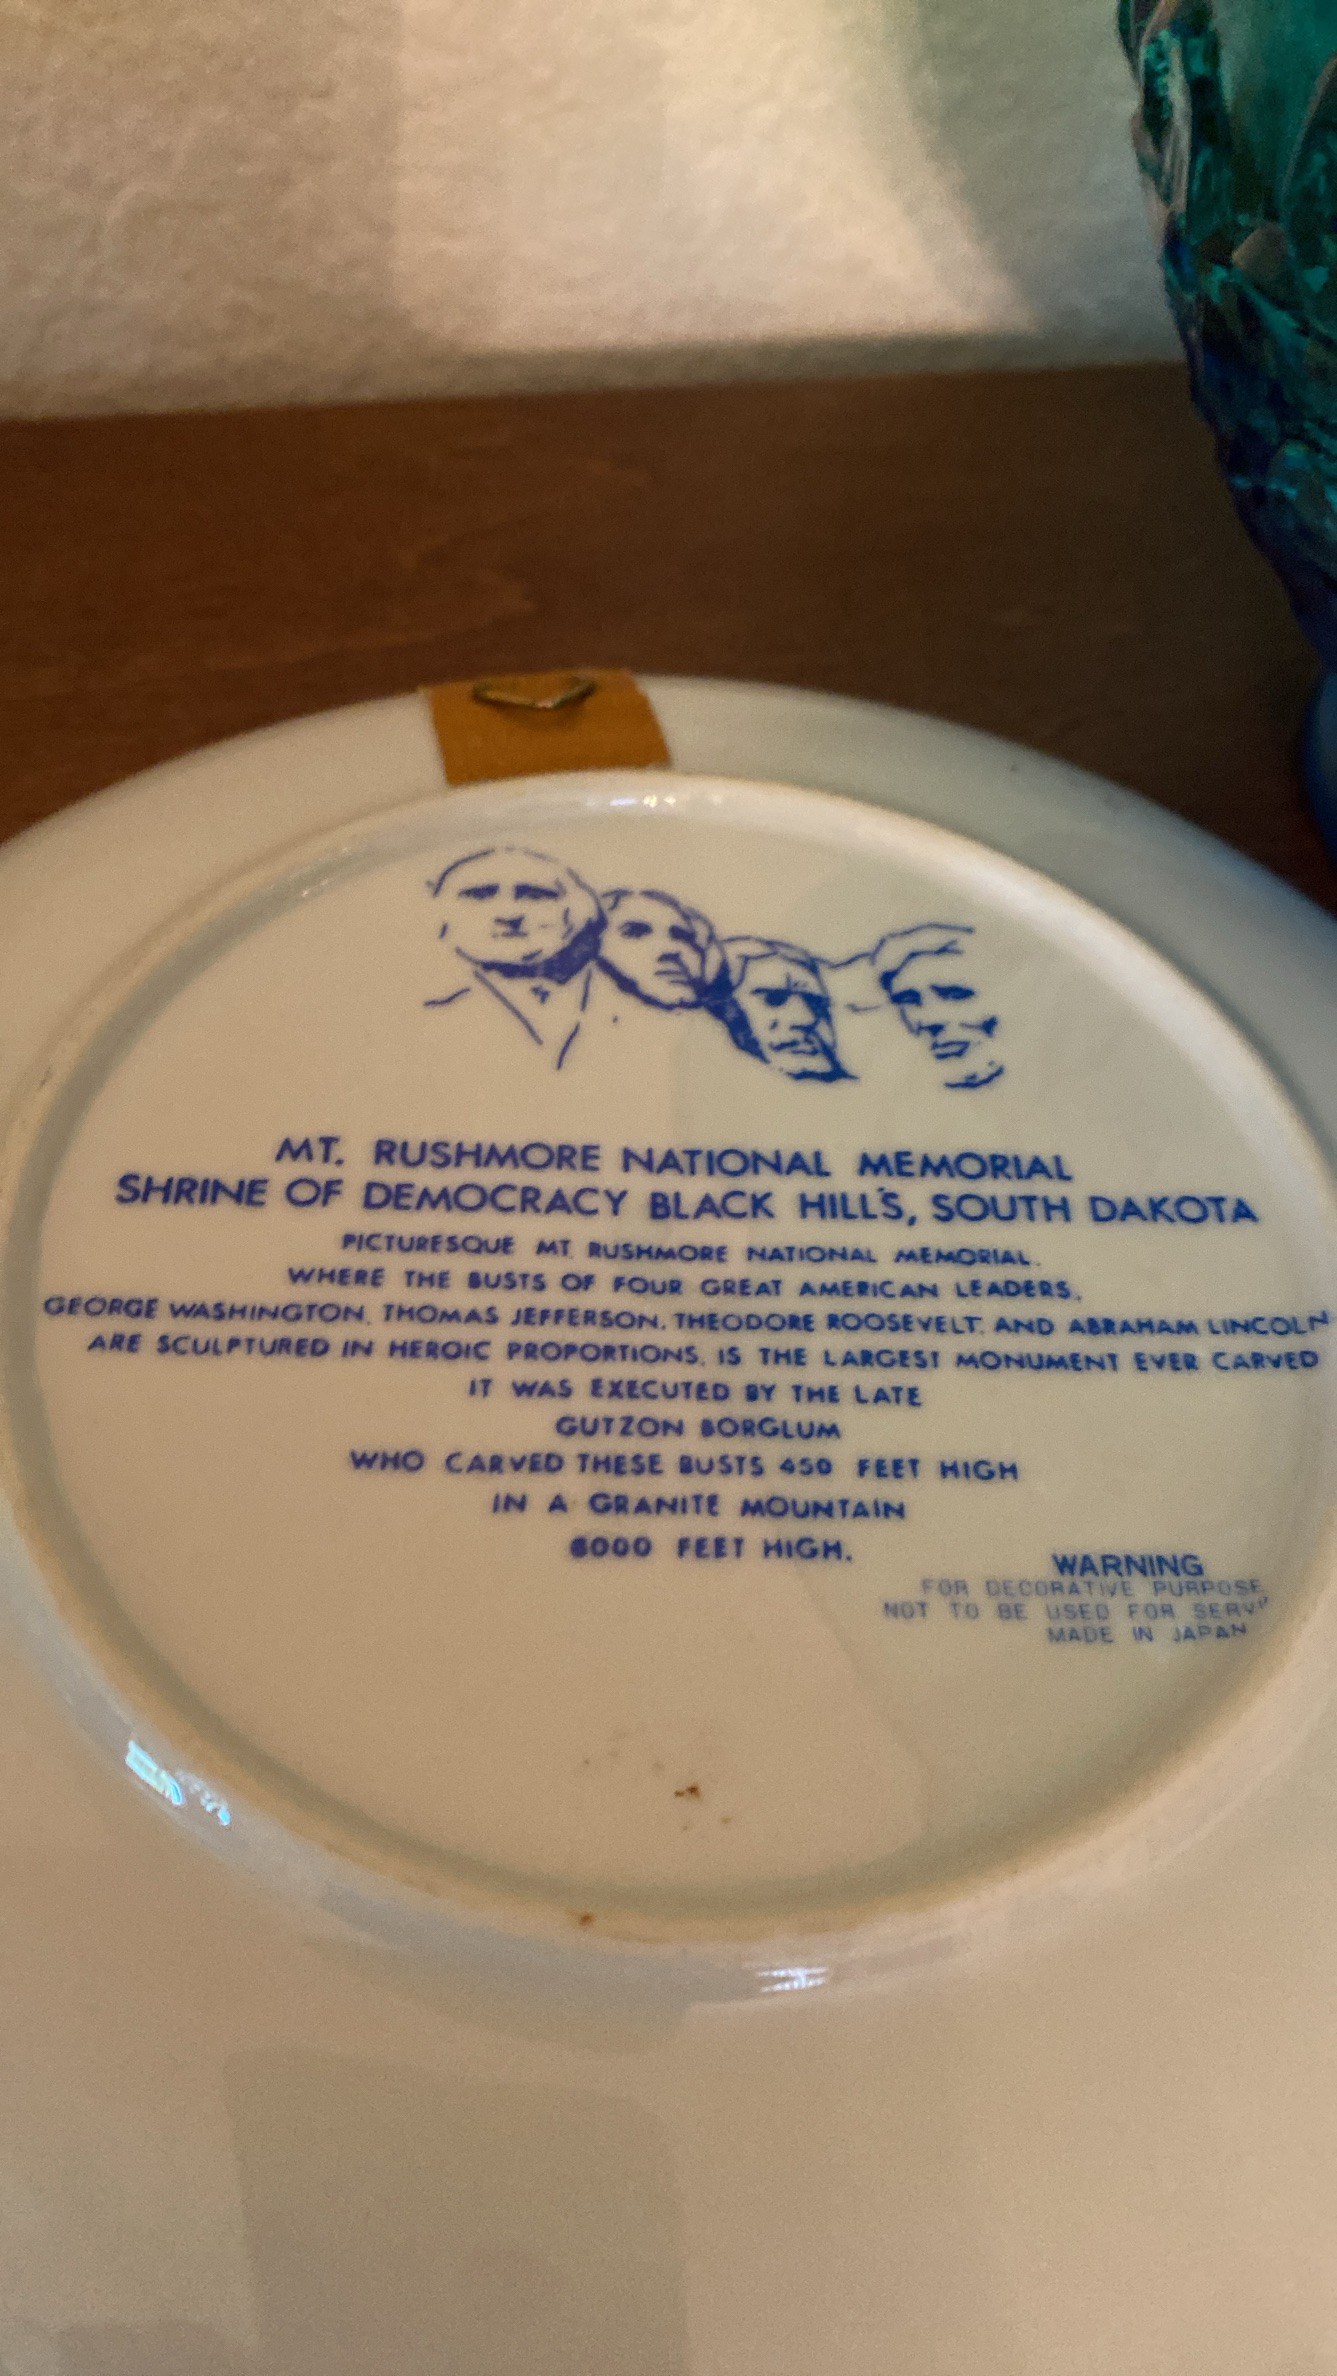 MT. RUSHMORE NATIONAL MEMORIAL
SHRINE OF DEMOCRACY BLACK HILLS, SOUTH DAKOTA
PICTURESQUE MT. RUSHMORE NATIONAL MEMORIAL.
WHERE THE BUSTS OF FOUR GREAT AMERICAN LEADERS,
GEORGE WASHINGTON, THOMAS JEFFERSON, THEODORE ROOSEVELT, AND ABRAHAM LINCOLN
ARE SCULPTURED IN HEROIC PROPORTIONS, IS THE LARGEST MONUMENT EVER CARVED
IT WAS EXECUTED BY THE LATE
GUTZON BORGLUM
WHO CARVED THESE BUSTS 450 FEET HIGH
IN A GRANITE MOUNTAIN
6000 FEET HIGH.
WARNING
FOR DECORATIVE PURPOSE
NOT TO BE USED FOR
MADE IN JAPAN